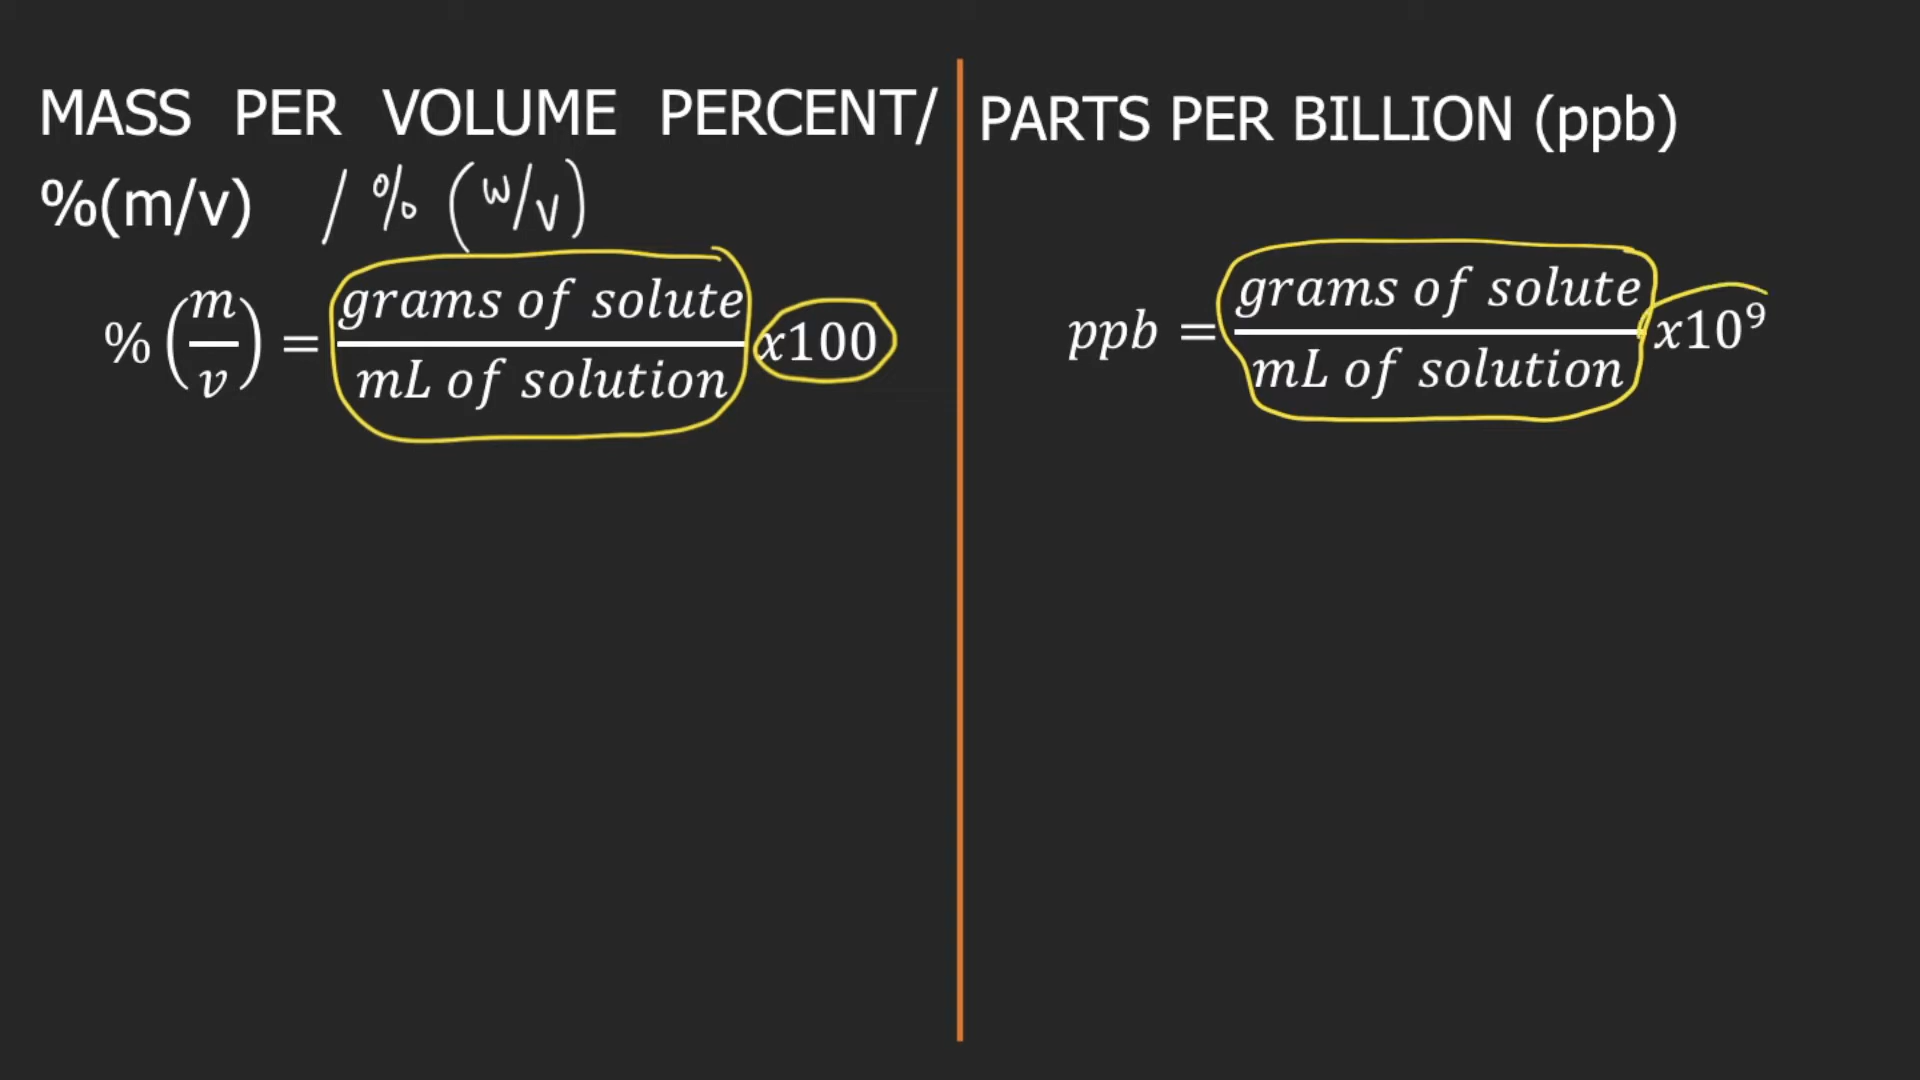 MASS PER VOLUME PERCENT/
%(m/v) / % (w/v)
% (m/v) = grams of solute / mL of solution x100
PARTS PER BILLION (ppb)
ppb = grams of solute / mL of solution x10⁹